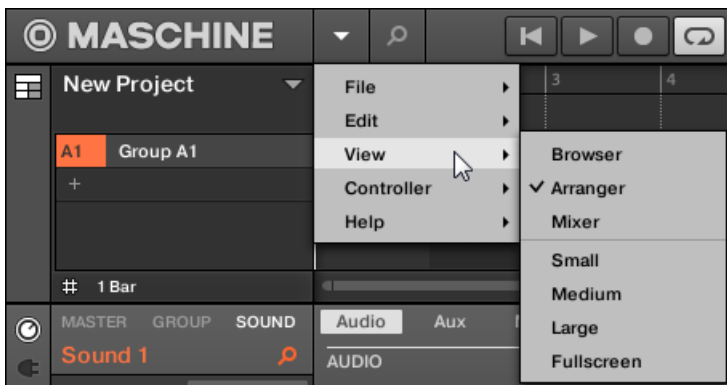 MASCHINE
New Project
3 4
A1 Group A1
+
# 1 Bar
File
Edit
View
Controller
Help
Browser
Arranger
Mixer
Small
Medium
Large
Fullscreen
MASTER GROUP SOUND
Sound 1
Audio Aux
AUDIO